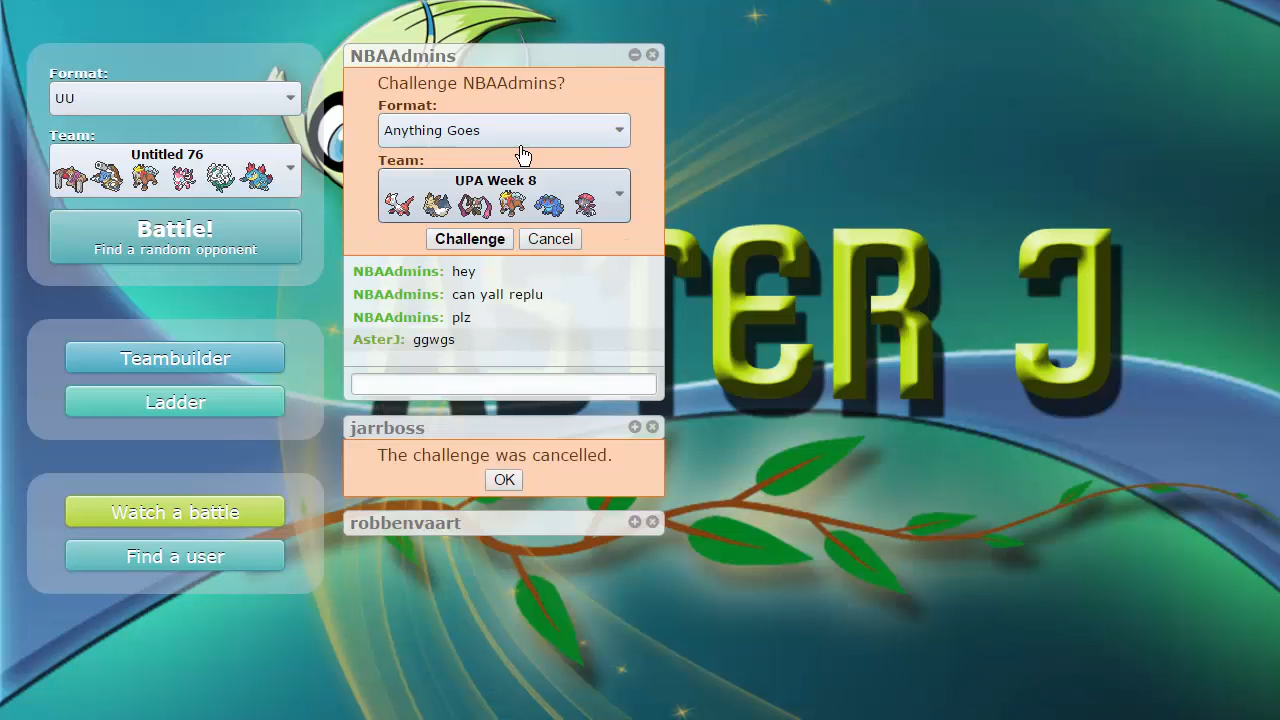 Format:
UU
Team:
Untitled 76
Battle!
Find a random opponent
Teambuilder
Ladder
Watch a battle
Find a user
NBAAdmins
Challenge NBAAdmins?
Format:
Anything Goes
Team:
UPA Week 8
Challenge Cancel
NBAAdmins: hey
NBAAdmins: can yall replu
NBAAdmins: plz
AsterJ: ggwgs
jarrboss
The challenge was cancelled.
OK
robbenvaart
TER J